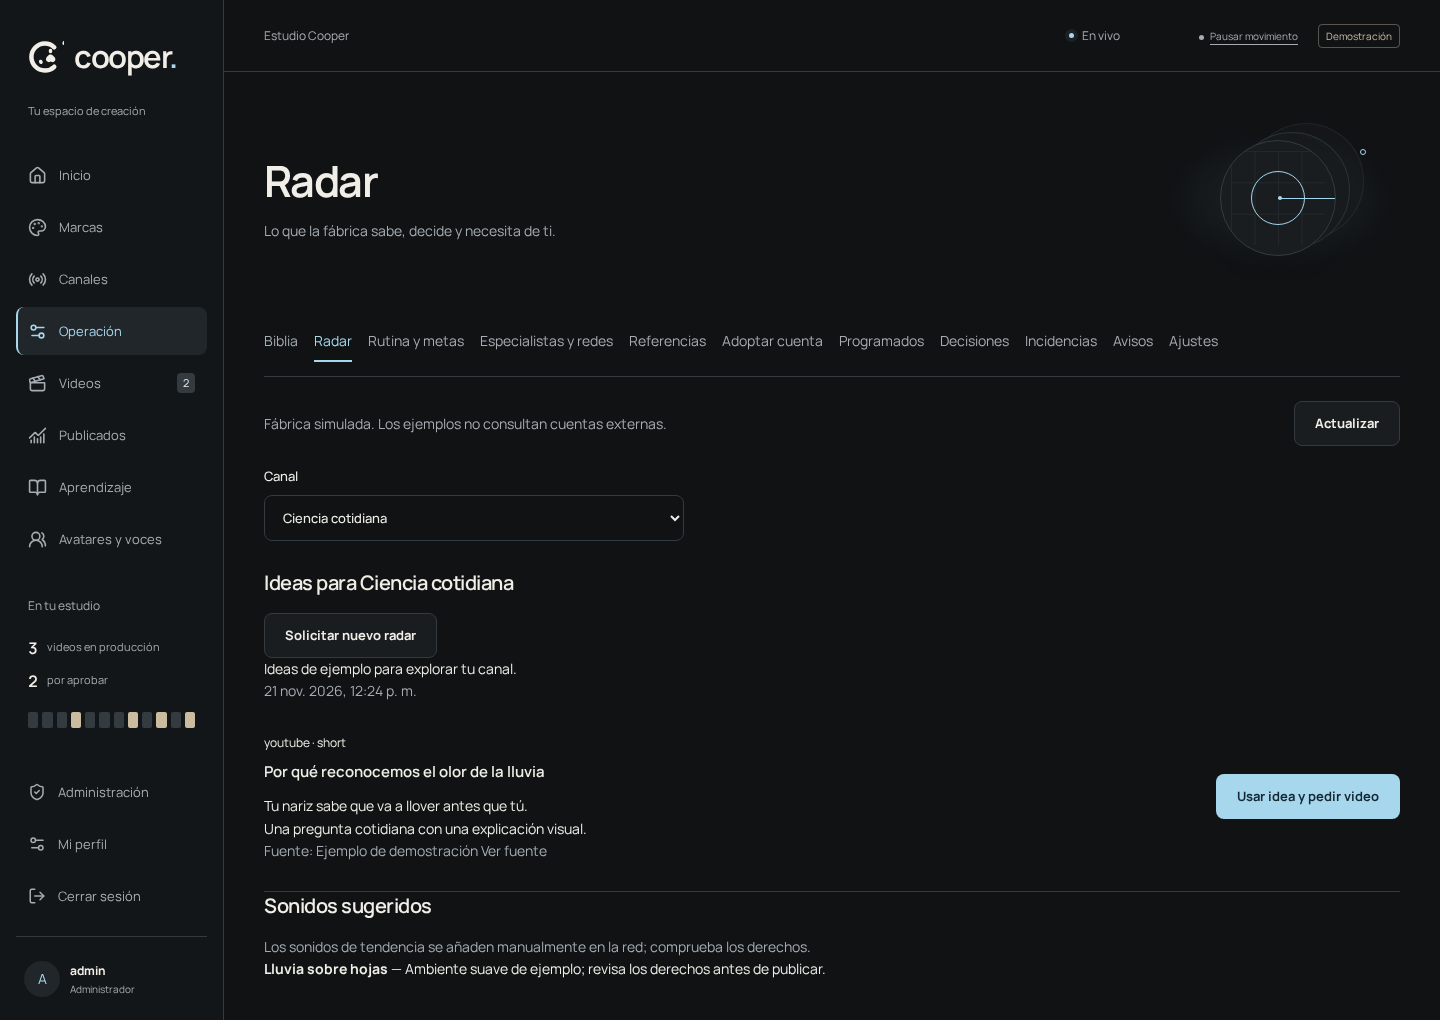 cooper.
Tu espacio de creación
Inicio
Marcas
Canales
Operación
Videos 2
Publicados
Aprendizaje
Avatares y voces
En tu estudio
3 videos en producción
2 por aprobar
Administración
Mi perfil
Cerrar sesión
A
admin
Administrador
Estudio Cooper
En vivo
Pausar movimiento
Demostración
Radar
Lo que la fábrica sabe, decide y necesita de ti.
Biblia Radar Rutina y metas Especialistas y redes Referencias Adoptar cuenta Programados Decisiones Incidencias Avisos Ajustes
Fábrica simulada. Los ejemplos no consultan cuentas externas.
Actualizar
Canal
Ciencia cotidiana
Ideas para Ciencia cotidiana
Solicitar nuevo radar
Ideas de ejemplo para explorar tu canal.
21 nov. 2026, 12:24 p. m.
youtube · short
Por qué reconocemos el olor de la lluvia
Tu nariz sabe que va a llover antes que tú.
Una pregunta cotidiana con una explicación visual.
Fuente: Ejemplo de demostración Ver fuente
Usar idea y pedir video
Sonidos sugeridos
Los sonidos de tendencia se añaden manualmente en la red; comprueba los derechos.
Lluvia sobre hojas — Ambiente suave de ejemplo; revisa los derechos antes de publicar.